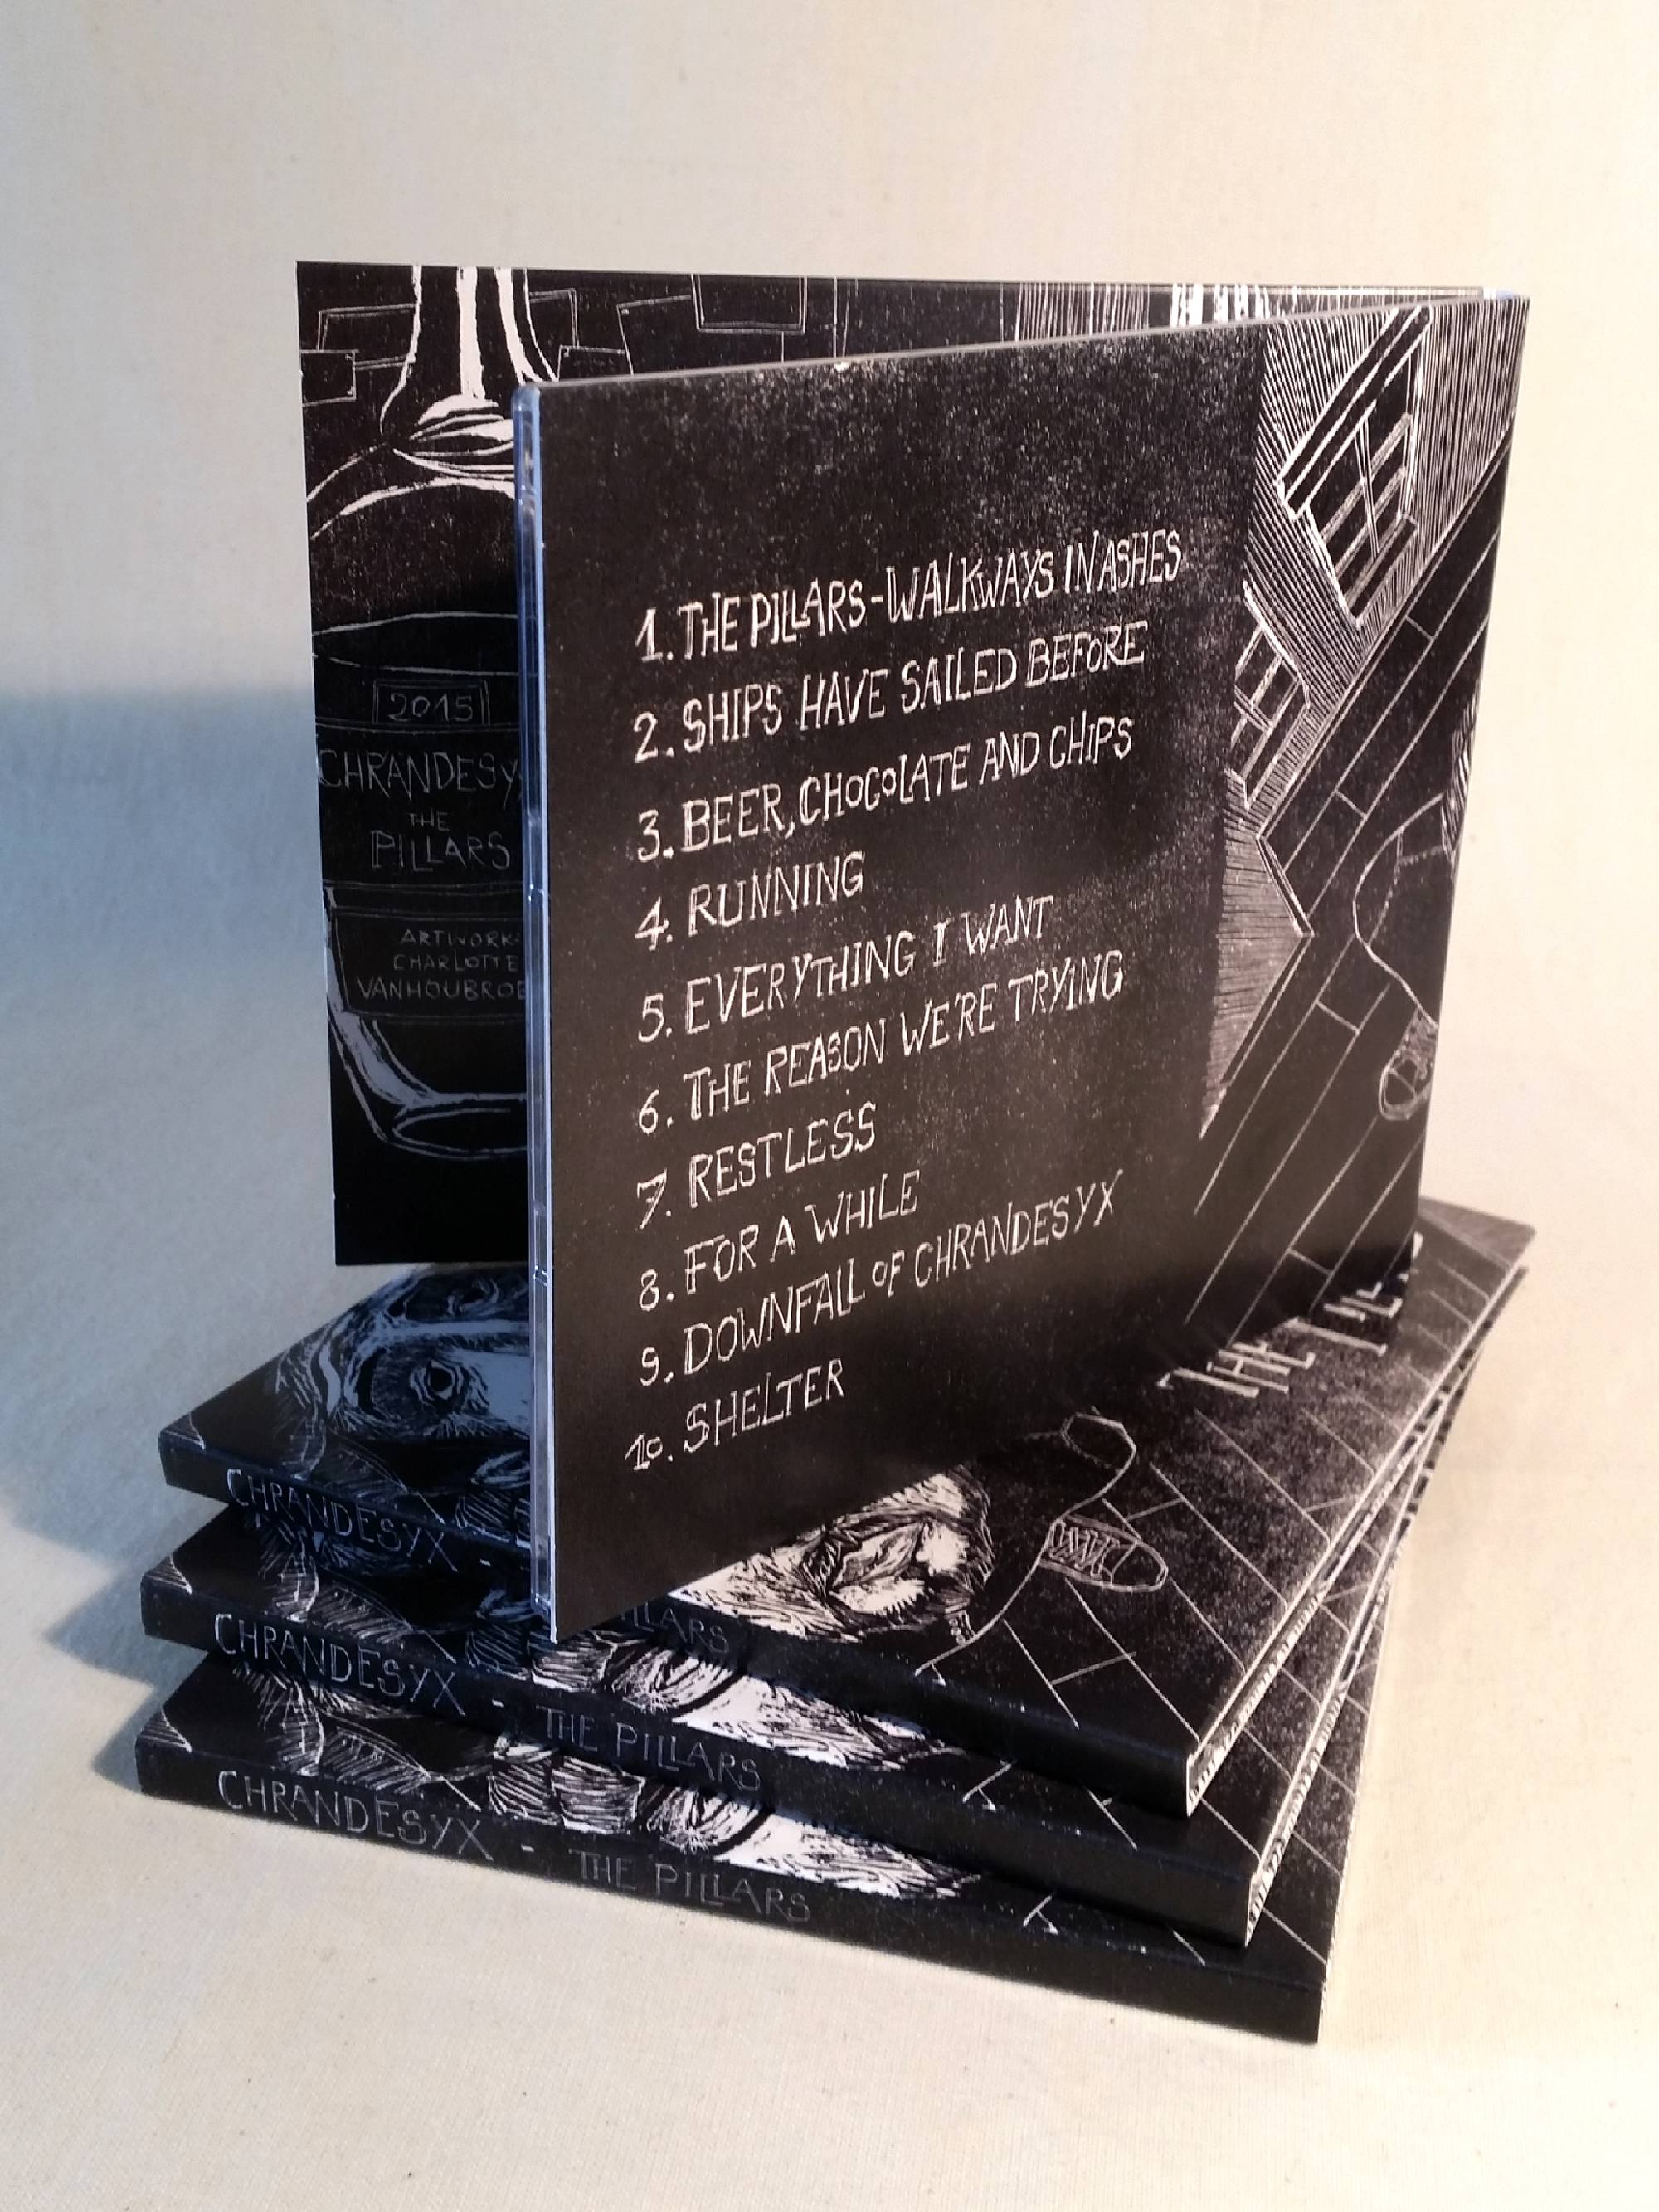 2015
CHRANDESYX
THE
PILLARS
ARTWORK:
CHARLOTTE
1. THE PILLARS-WALKWAYS IN ASHES
2. SHIPS HAVE SAILED BEFORE
3. BEER, CHOCOLATE AND CHIPS
4. RUNNING
5. EVERYTHING I WANT
6. THE REASON WE'RE TRYING
7. RESTLESS
8. FOR A WHILE
9. DOWNFALL OF CHRANDESYX
10. SHELTER
THE
CHRANDESYX - PILLARS
CHRANDESYX - THE PILLARS
CHRANDESYX - THE PILLARS